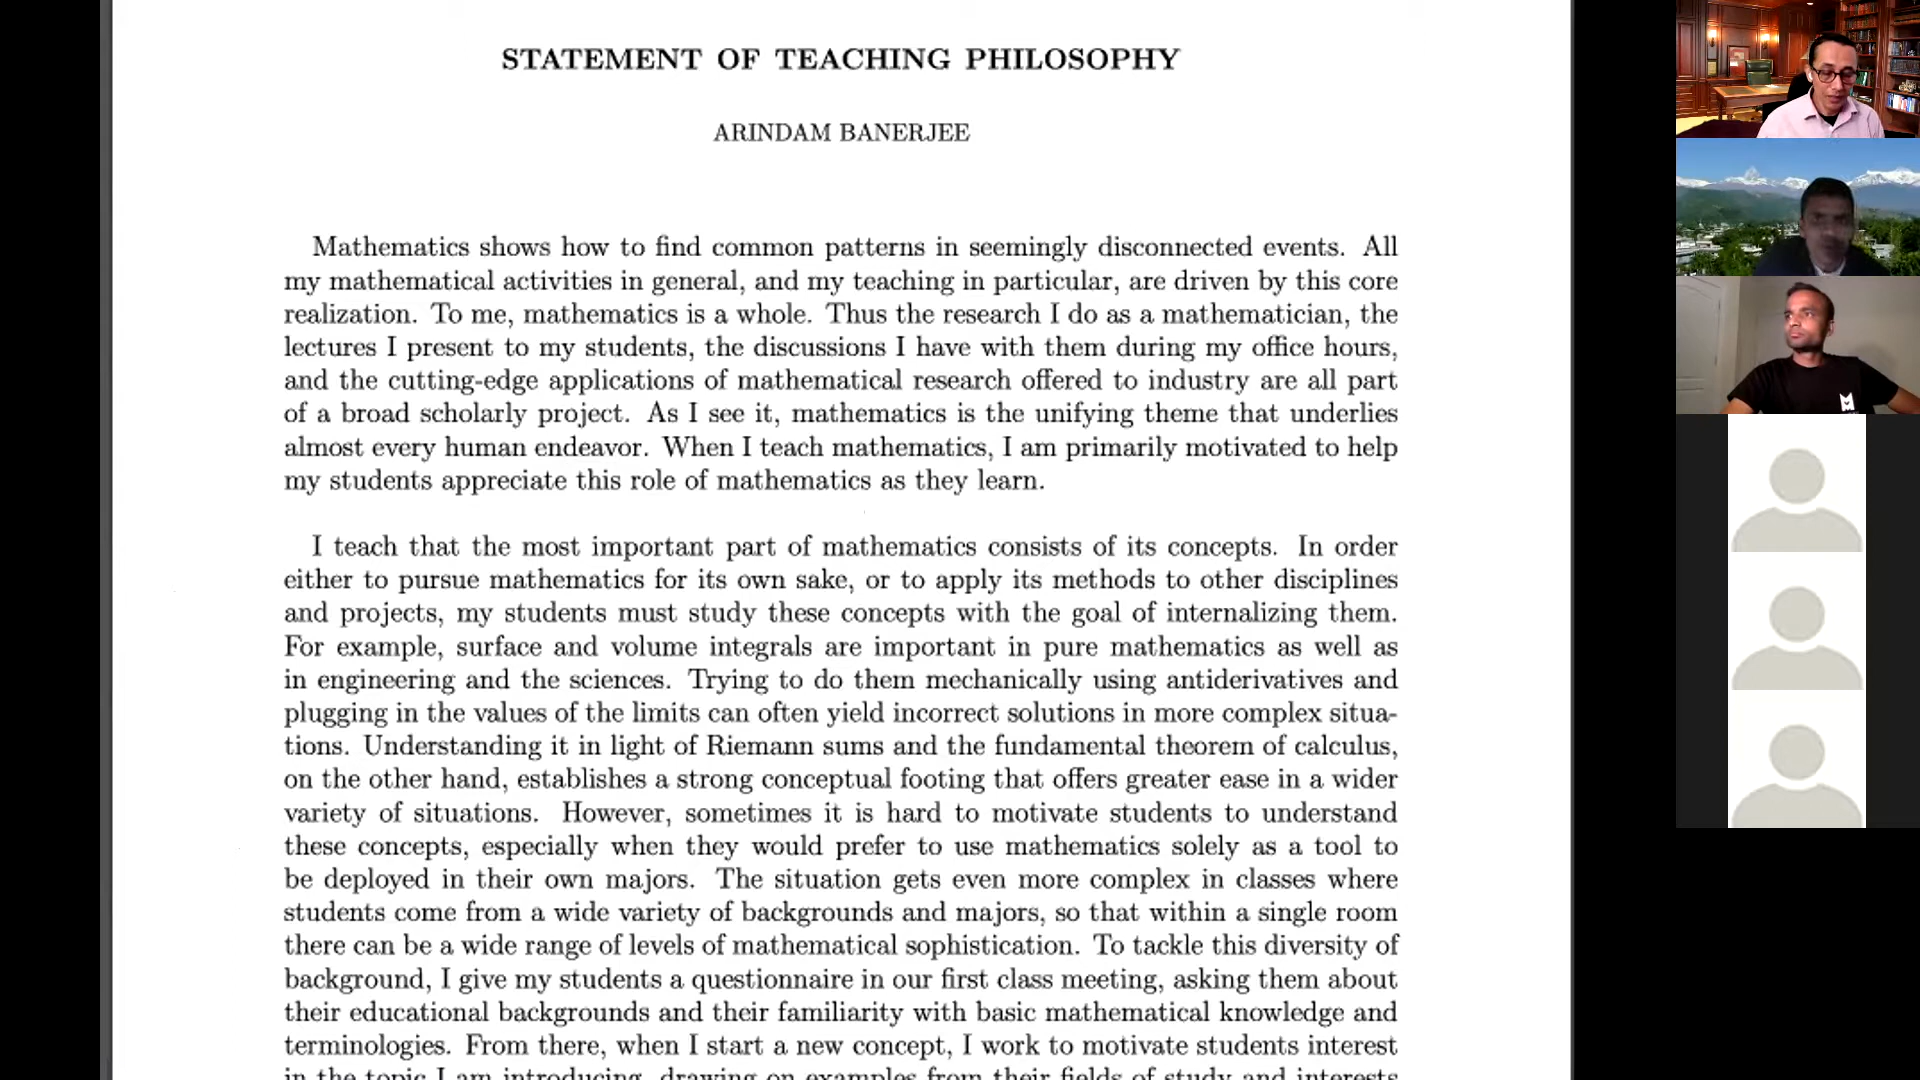 STATEMENT OF TEACHING PHILOSOPHY
ARINDAM BANERJEE
Mathematics shows how to find common patterns in seemingly disconnected events. All
my mathematical activities in general, and my teaching in particular, are driven by this core
realization. To me, mathematics is a whole. Thus the research I do as a mathematician, the
lectures I present to my students, the discussions I have with them during my office hours,
and the cutting-edge applications of mathematical research offered to industry are all part
of a broad scholarly project. As I see it, mathematics is the unifying theme that underlies
almost every human endeavor. When I teach mathematics, I am primarily motivated to help
my students appreciate this role of mathematics as they learn.
I teach that the most important part of mathematics consists of its concepts. In order
either to pursue mathematics for its own sake, or to apply its methods to other disciplines
and projects, my students must study these concepts with the goal of internalizing them.
For example, surface and volume integrals are important in pure mathematics as well as
in engineering and the sciences. Trying to do them mechanically using antiderivatives and
plugging in the values of the limits can often yield incorrect solutions in more complex situa-
tions. Understanding it in light of Riemann sums and the fundamental theorem of calculus,
on the other hand, establishes a strong conceptual footing that offers greater ease in a wider
variety of situations. However, sometimes it is hard to motivate students to understand
these concepts, especially when they would prefer to use mathematics solely as a tool to
be deployed in their own majors. The situation gets even more complex in classes where
students come from a wide variety of backgrounds and majors, so that within a single room
there can be a wide range of levels of mathematical sophistication. To tackle this diversity of
background, I give my students a questionnaire in our first class meeting, asking them about
their educational backgrounds and their familiarity with basic mathematical knowledge and
terminologies. From there, when I start a new concept, I work to motivate students interest
in the topic I am introducing, drawing on examples from their fields of study and interests